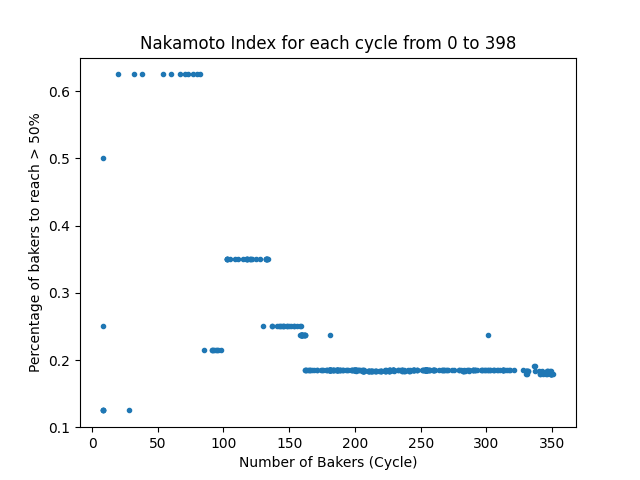 Nakamoto Index for each cycle from 0 to 398
Percentage of bakers to reach > 50%
0.6
0.5
0.4
0.3
0.2
0.1
0 50 100 150 200 250 300 350
Number of Bakers (Cycle)